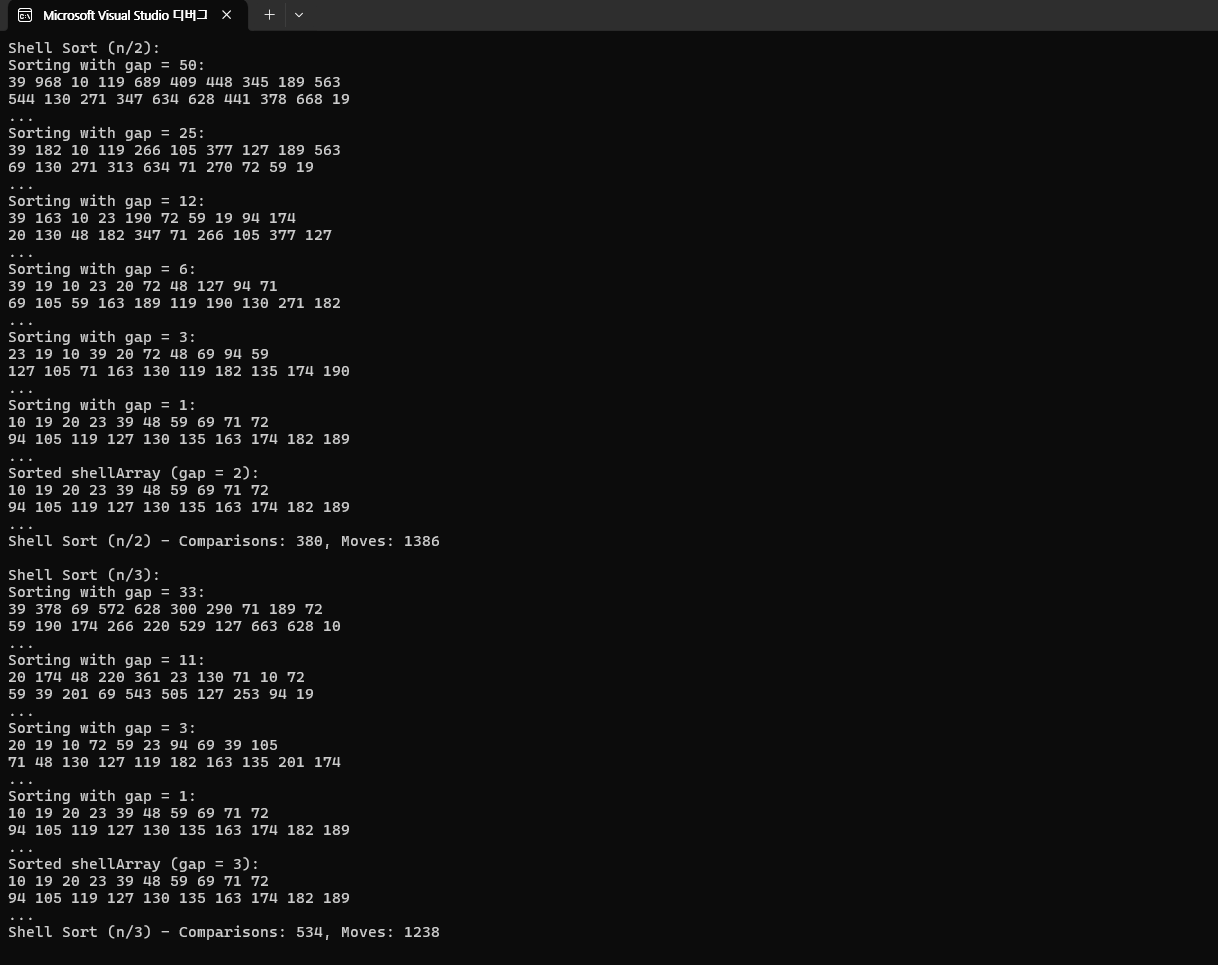 Microsoft Visual Studio 디버그
Shell Sort (n/2):
Sorting with gap = 50:
39 968 10 119 689 409 448 345 189 563
544 130 271 347 634 628 441 378 668 19
...
Sorting with gap = 25:
39 182 10 119 266 105 377 127 189 563
69 130 271 313 634 71 270 72 59 19
...
Sorting with gap = 12:
39 163 10 23 190 72 59 19 94 174
20 130 48 182 347 71 266 105 377 127
...
Sorting with gap = 6:
39 19 10 23 20 72 48 127 94 71
69 105 59 163 189 119 190 130 271 182
...
Sorting with gap = 3:
23 19 10 39 20 72 48 69 94 59
127 105 71 163 130 119 182 135 174 190
...
Sorting with gap = 1:
10 19 20 23 39 48 59 69 71 72
94 105 119 127 130 135 163 174 182 189
...
Sorted shellArray (gap = 2):
10 19 20 23 39 48 59 69 71 72
94 105 119 127 130 135 163 174 182 189
...
Shell Sort (n/2) - Comparisons: 380, Moves: 1386
Shell Sort (n/3):
Sorting with gap = 33:
39 378 69 572 628 300 290 71 189 72
59 190 174 266 220 529 127 663 628 10
...
Sorting with gap = 11:
20 174 48 220 361 23 130 71 10 72
59 39 201 69 543 505 127 253 94 19
...
Sorting with gap = 3:
20 19 10 72 59 23 94 69 39 105
71 48 130 127 119 182 163 135 201 174
...
Sorting with gap = 1:
10 19 20 23 39 48 59 69 71 72
94 105 119 127 130 135 163 174 182 189
...
Sorted shellArray (gap = 3):
10 19 20 23 39 48 59 69 71 72
94 105 119 127 130 135 163 174 182 189
...
Shell Sort (n/3) - Comparisons: 534, Moves: 1238